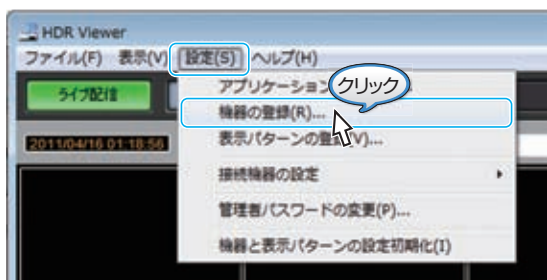 HDR Viewer
ファイル(F) 表示(V) 設定(S) ヘルプ(H)
ライブ配信
アプリケーション
クリック
機器の登録(R)...
2011/04/16 01:18:56
表示パターンの登録(V)...
接続機器の設定
管理者パスワードの変更(P)...
機器と表示パターンの設定初期化(I)